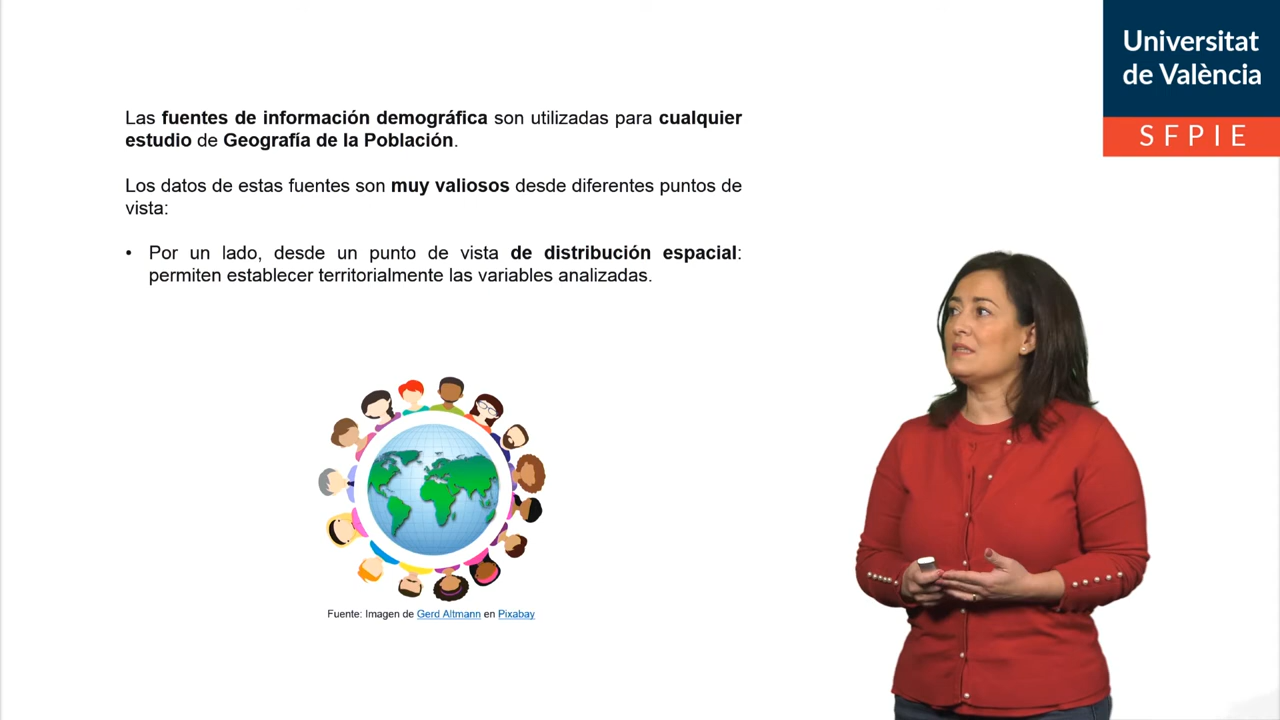 Universitat
de València
SFPIE
Las fuentes de información demográfica son utilizadas para cualquier
estudio de Geografía de la Población.
Los datos de estas fuentes son muy valiosos desde diferentes puntos de
vista:
• Por un lado, desde un punto de vista de distribución espacial:
permiten establecer territorialmente las variables analizadas.
Fuente: Imagen de Gerd Altmann en Pixabay